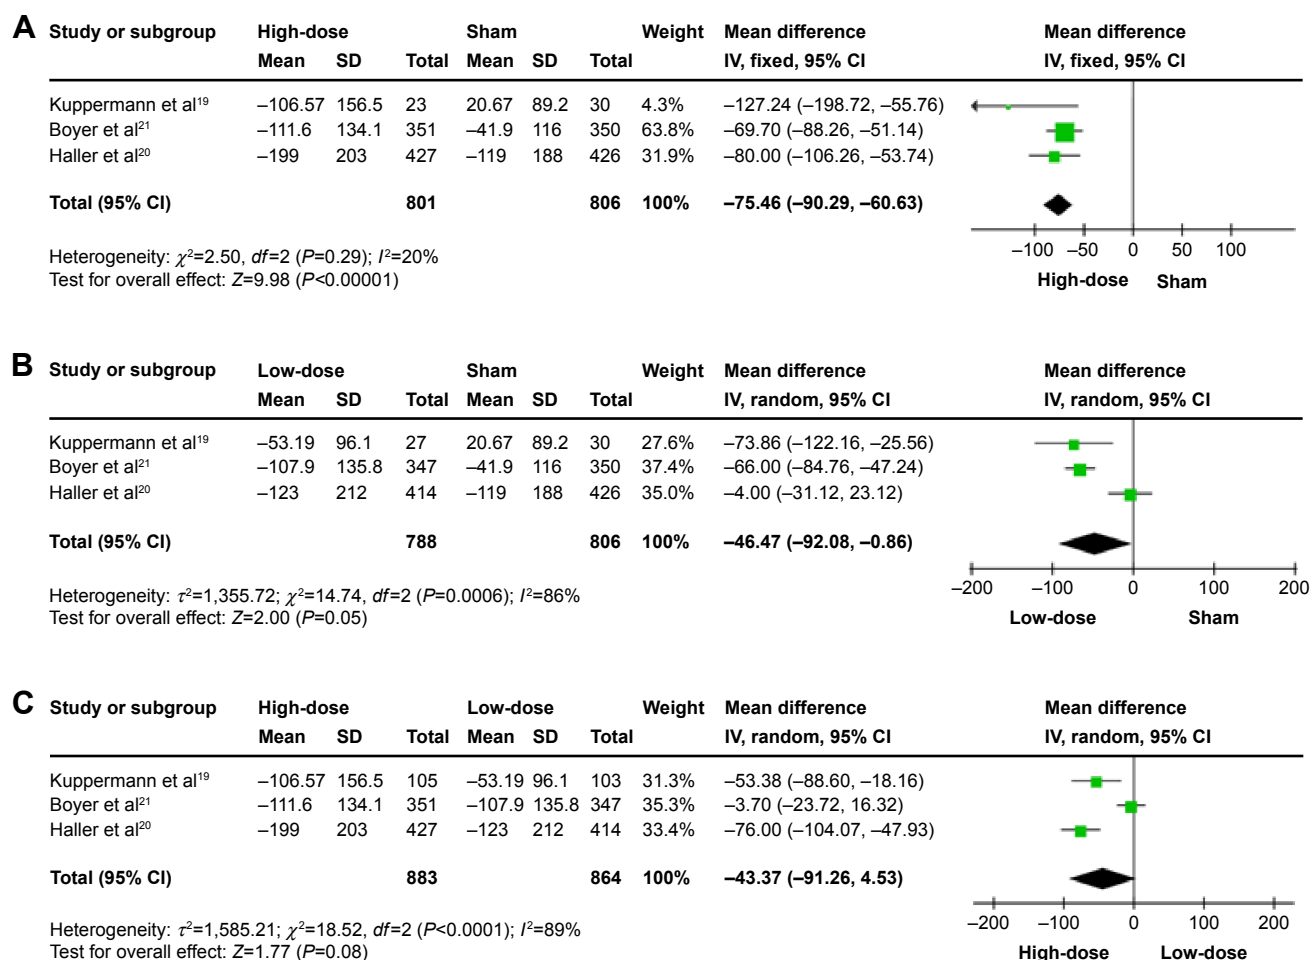 A Study or subgroup High-dose Sham Weight Mean difference Mean difference
Mean SD Total Mean SD Total IV, fixed, 95% CI IV, fixed, 95% CI
Kuppermann et al¹⁹ –106.57 156.5 23 20.67 89.2 30 4.3% –127.24 (–198.72, –55.76)
Boyer et al²¹ –111.6 134.1 351 –41.9 116 350 63.8% –69.70 (–88.26, –51.14)
Haller et al²⁰ –199 203 427 –119 188 426 31.9% –80.00 (–106.26, –53.74)
Total (95% CI) 801 806 100% –75.46 (–90.29, –60.63)
–100 –50 0 50 100
Heterogeneity: χ²=2.50, df=2 (P=0.29); I²=20%
Test for overall effect: Z=9.98 (P<0.00001)
High-dose Sham
B Study or subgroup Low-dose Sham Weight Mean difference Mean difference
Mean SD Total Mean SD Total IV, random, 95% CI IV, random, 95% CI
Kuppermann et al¹⁹ –53.19 96.1 27 20.67 89.2 30 27.6% –73.86 (–122.16, –25.56)
Boyer et al²¹ –107.9 135.8 347 –41.9 116 350 37.4% –66.00 (–84.76, –47.24)
Haller et al²⁰ –123 212 414 –119 188 426 35.0% –4.00 (–31.12, 23.12)
Total (95% CI) 788 806 100% –46.47 (–92.08, –0.86)
–200 –100 0 100 200
Heterogeneity: τ²=1,355.72; χ²=14.74, df=2 (P=0.0006); I²=86%
Test for overall effect: Z=2.00 (P=0.05)
Low-dose Sham
C Study or subgroup High-dose Low-dose Weight Mean difference Mean difference
Mean SD Total Mean SD Total IV, random, 95% CI IV, random, 95% CI
Kuppermann et al¹⁹ –106.57 156.5 105 –53.19 96.1 103 31.3% –53.38 (–88.60, –18.16)
Boyer et al²¹ –111.6 134.1 351 –107.9 135.8 347 35.3% –3.70 (–23.72, 16.32)
Haller et al²⁰ –199 203 427 –123 212 414 33.4% –76.00 (–104.07, –47.93)
Total (95% CI) 883 864 100% –43.37 (–91.26, 4.53)
–200 –100 0 100 200
Heterogeneity: τ²=1,585.21; χ²=18.52, df=2 (P<0.0001); I²=89%
Test for overall effect: Z=1.77 (P=0.08)
High-dose Low-dose